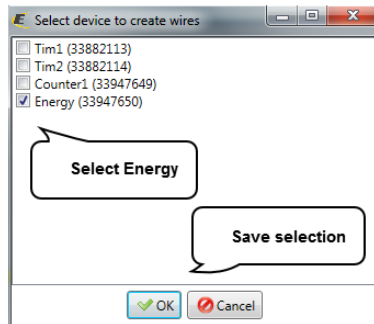 E Select device to create wires
Tim1 (33882113)
Tim2 (33882114)
Counter1 (33947649)
Energy (33947650)
Select Energy
Save selection
OK Cancel